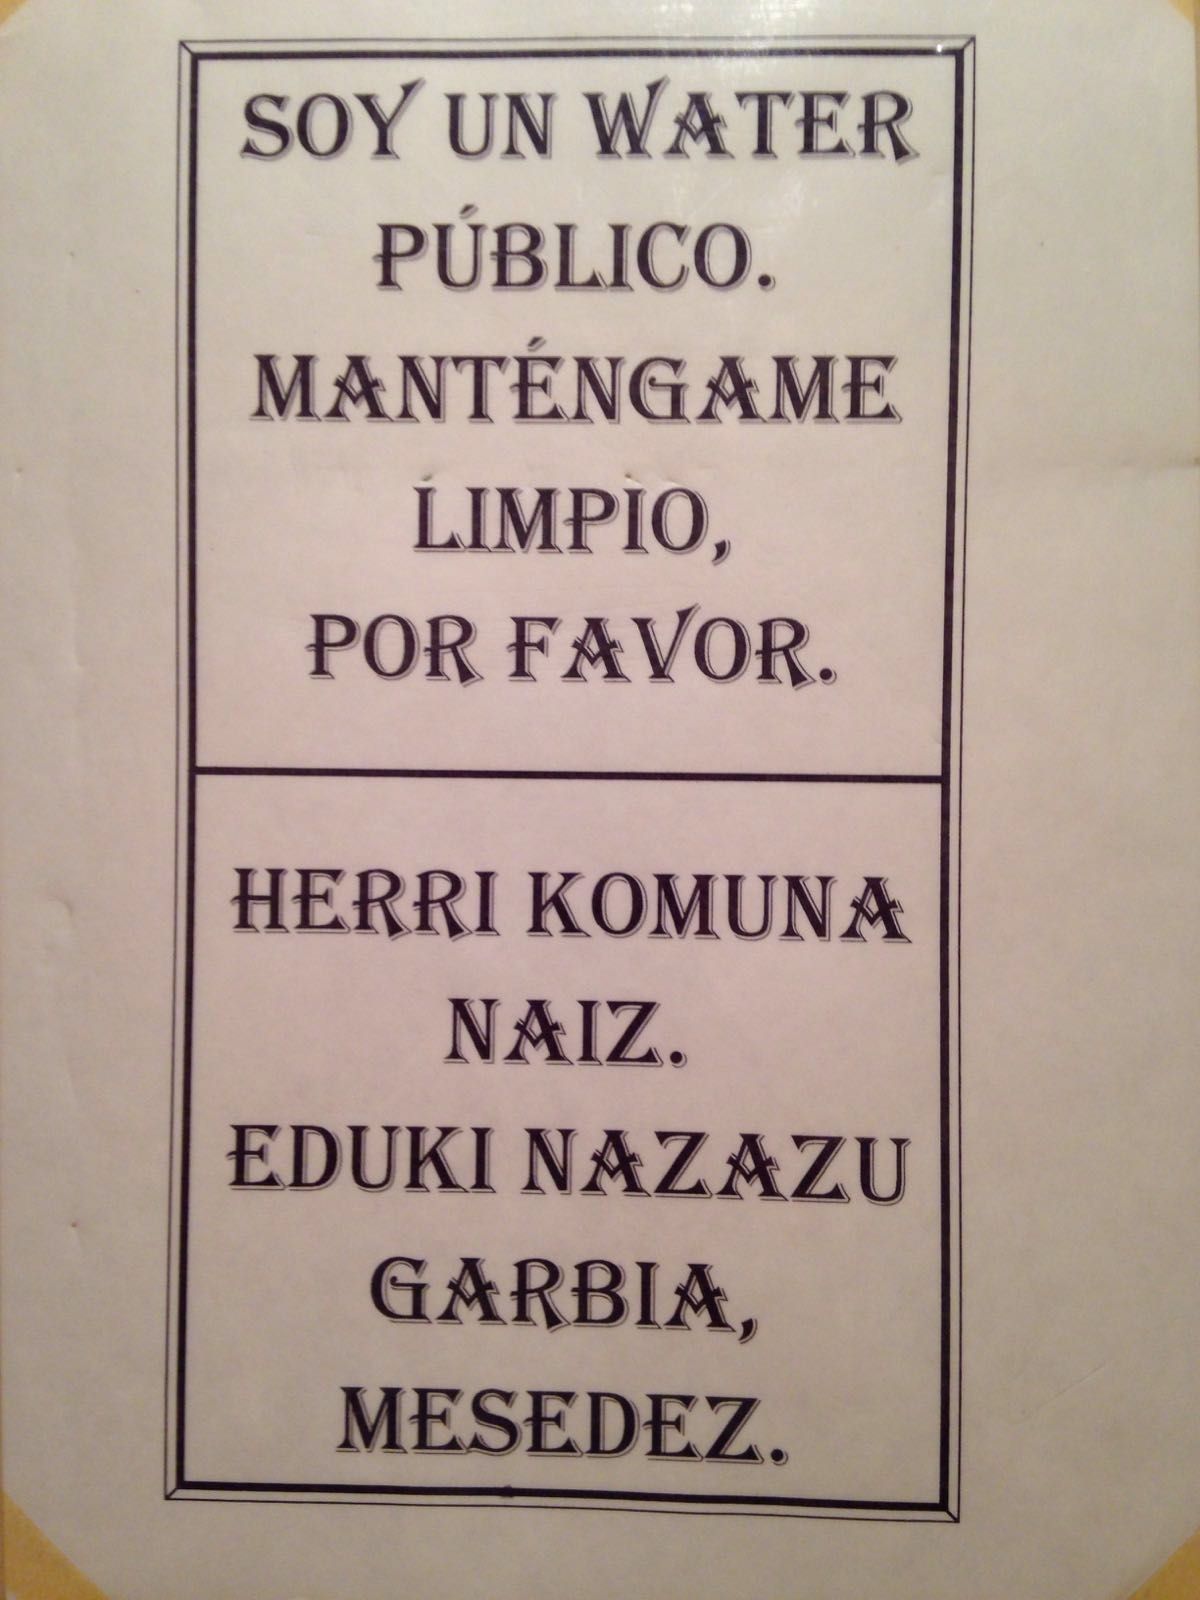 SOY UN WATER
PÚBLICO.
MANTÉNGAME
LIMPIO,
POR FAVOR.
HERRI KOMUNA
NAIZ.
EDUKI NAZAZU
GARBIA,
MESEDEZ.